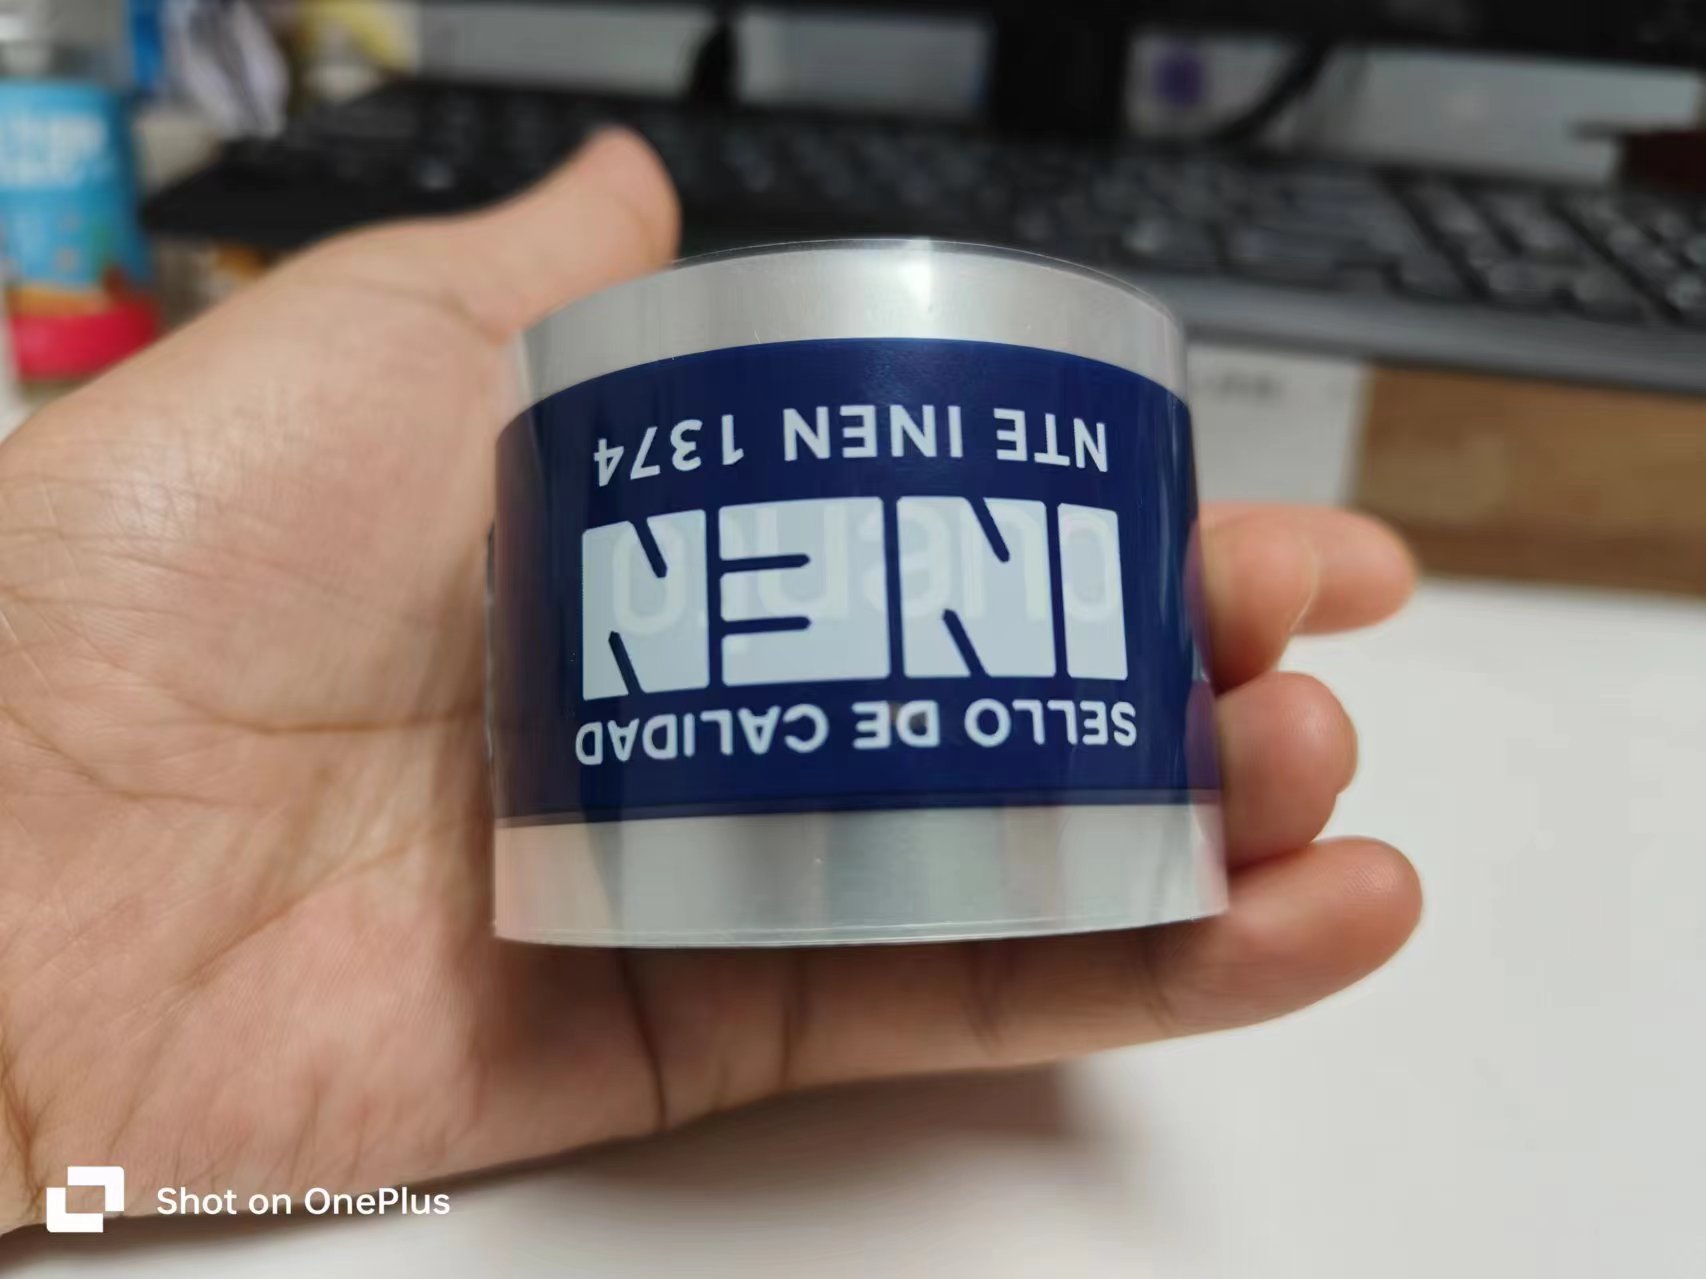 SELLO DE CALIDAD
INEN
NTE INEN 1374
Shot on OnePlus